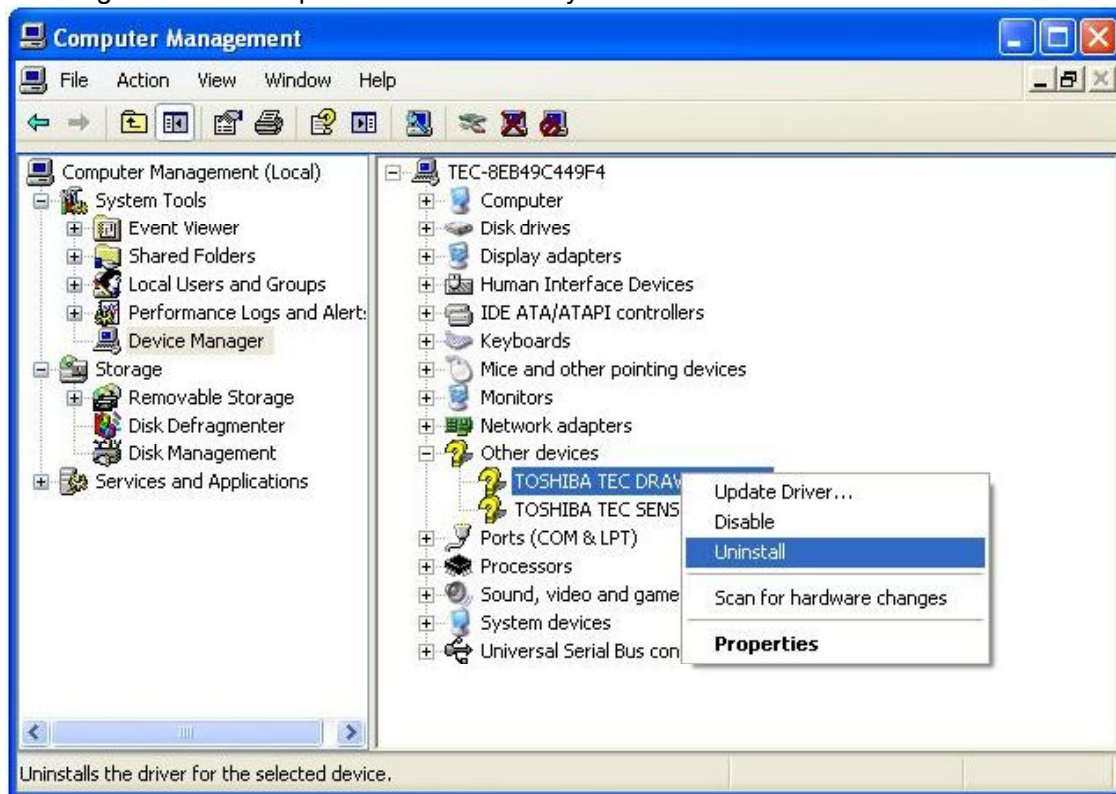 Computer Management
File Action View Window Help
Computer Management (Local)
System Tools
Event Viewer
Shared Folders
Local Users and Groups
Performance Logs and Alert
Device Manager
Storage
Removable Storage
Disk Defragmenter
Disk Management
Services and Applications
TEC-8EB49C449F4
Computer
Disk drives
Display adapters
Human Interface Devices
IDE ATA/ATAPI controllers
Keyboards
Mice and other pointing devices
Monitors
Network adapters
Other devices
TOSHIBA TEC DRAW
TOSHIBA TEC SENS
Ports (COM & LPT)
Processors
Sound, video and game
System devices
Universal Serial Bus con
Update Driver...
Disable
Uninstall
Scan for hardware changes
Properties
Uninstalls the driver for the selected device.